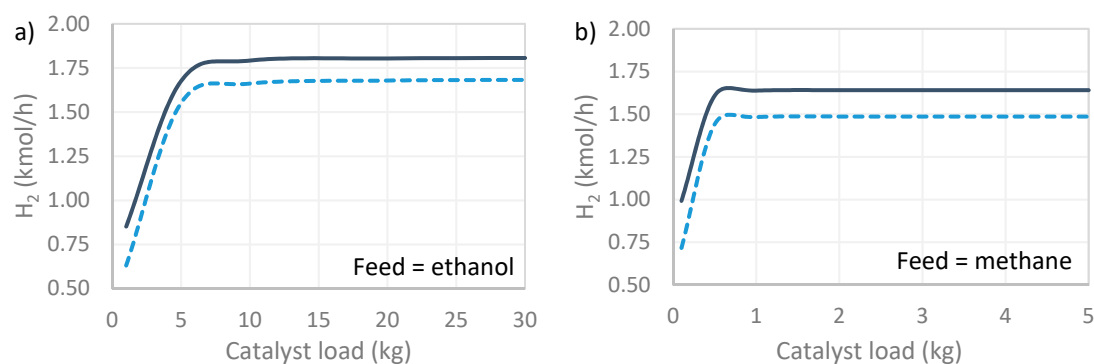 a)
H₂ (kmol/h)
2.00
1.75
1.50
1.25
1.00
0.75
0.50
0 5 10 15 20 25 30
Catalyst load (kg)
Feed = ethanol
b)
H₂ (kmol/h)
2.00
1.75
1.50
1.25
1.00
0.75
0.50
0 1 2 3 4 5
Catalyst load (kg)
Feed = methane